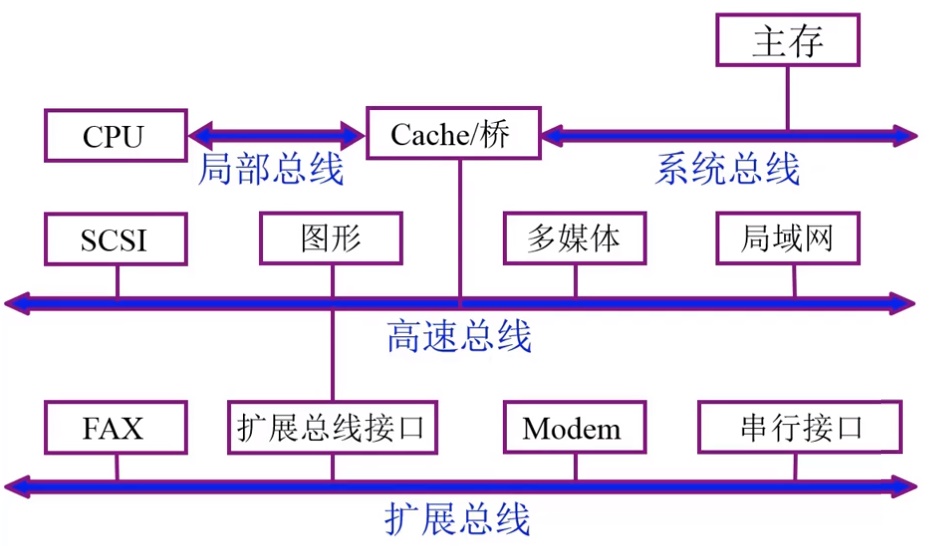 主存
CPU
Cache/桥
局部总线
系统总线
SCSI
图形
多媒体
局域网
高速总线
FAX
扩展总线接口
Modem
串行接口
扩展总线